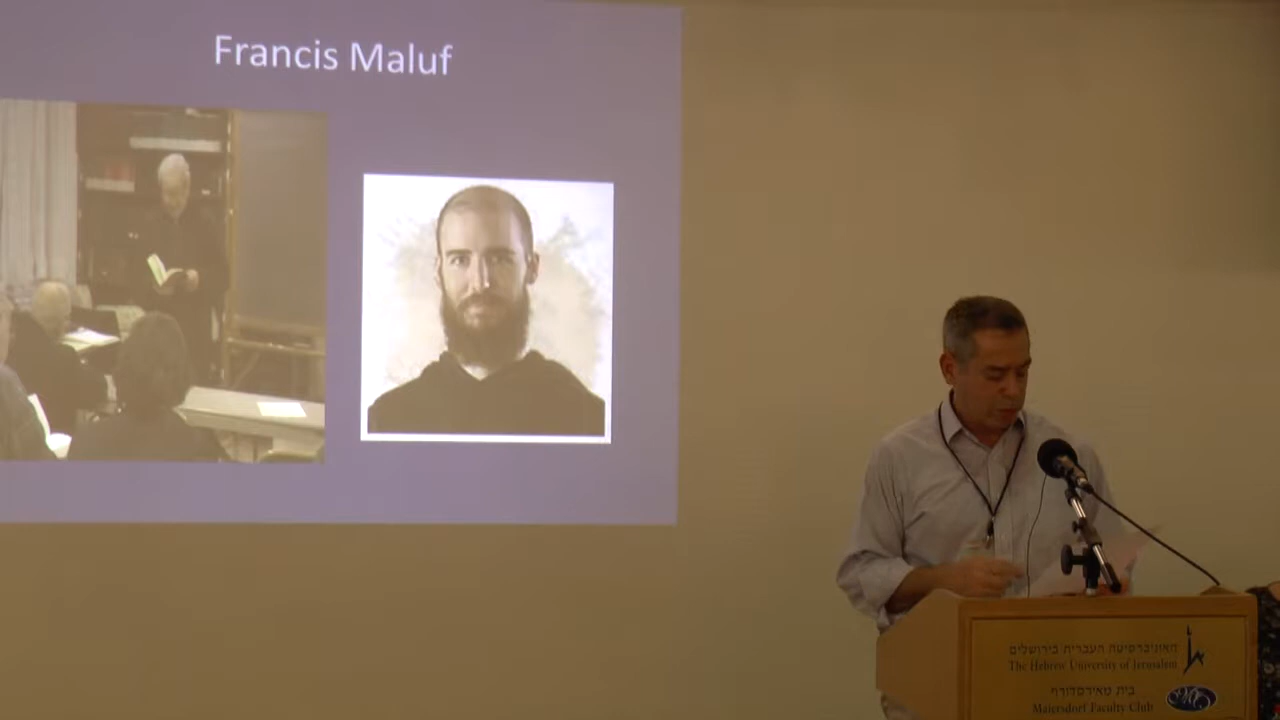 Francis Maluf
האוניברסיטה העברית בירושלים
The Hebrew University of Jerusalem
בית מאירסדורף
Maiersdorf Faculty Club